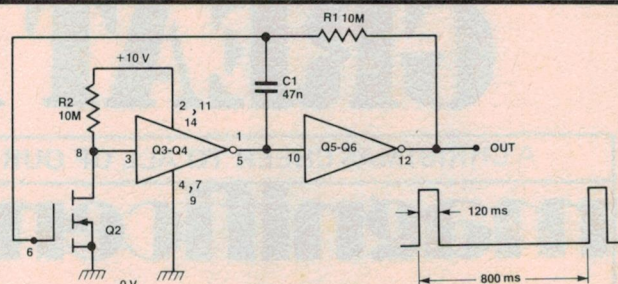 R1 10M
+10 V
C1
47n
R2
10M
2 , 11
14
8
3
Q3-Q4
1
5
10
Q5-Q6
12
OUT
4 , 7
9
120 ms
Q2
6
0 V
800 ms